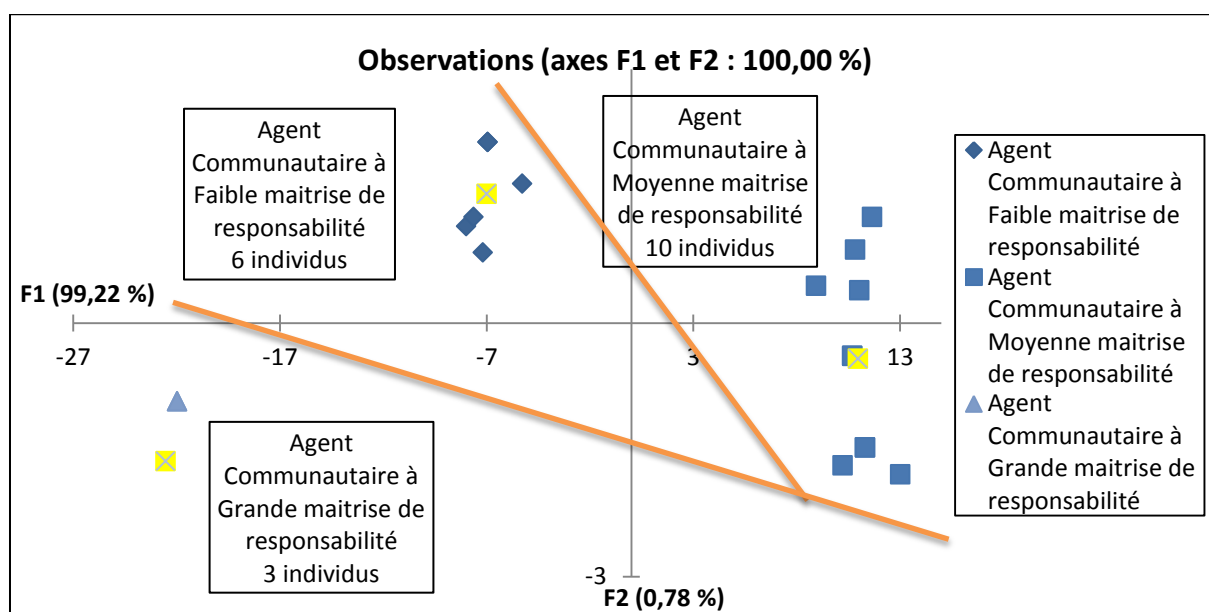 Observations (axes F1 et F2 : 100,00 %)
Agent
Communautaire à
Faible maitrise de
responsabilité
6 individus
Agent
Communautaire à
Moyenne maitrise
de responsabilité
10 individus
Agent
Communautaire à
Faible maitrise de
responsabilité
Agent
Communautaire à
Moyenne maitrise
de responsabilité
Agent
Communautaire à
Grande maitrise de
responsabilité
F1 (99,22 %)
-27
-17
-7
3
13
Agent
Communautaire à
Grande maitrise de
responsabilité
3 individus
-3
F2 (0,78 %)